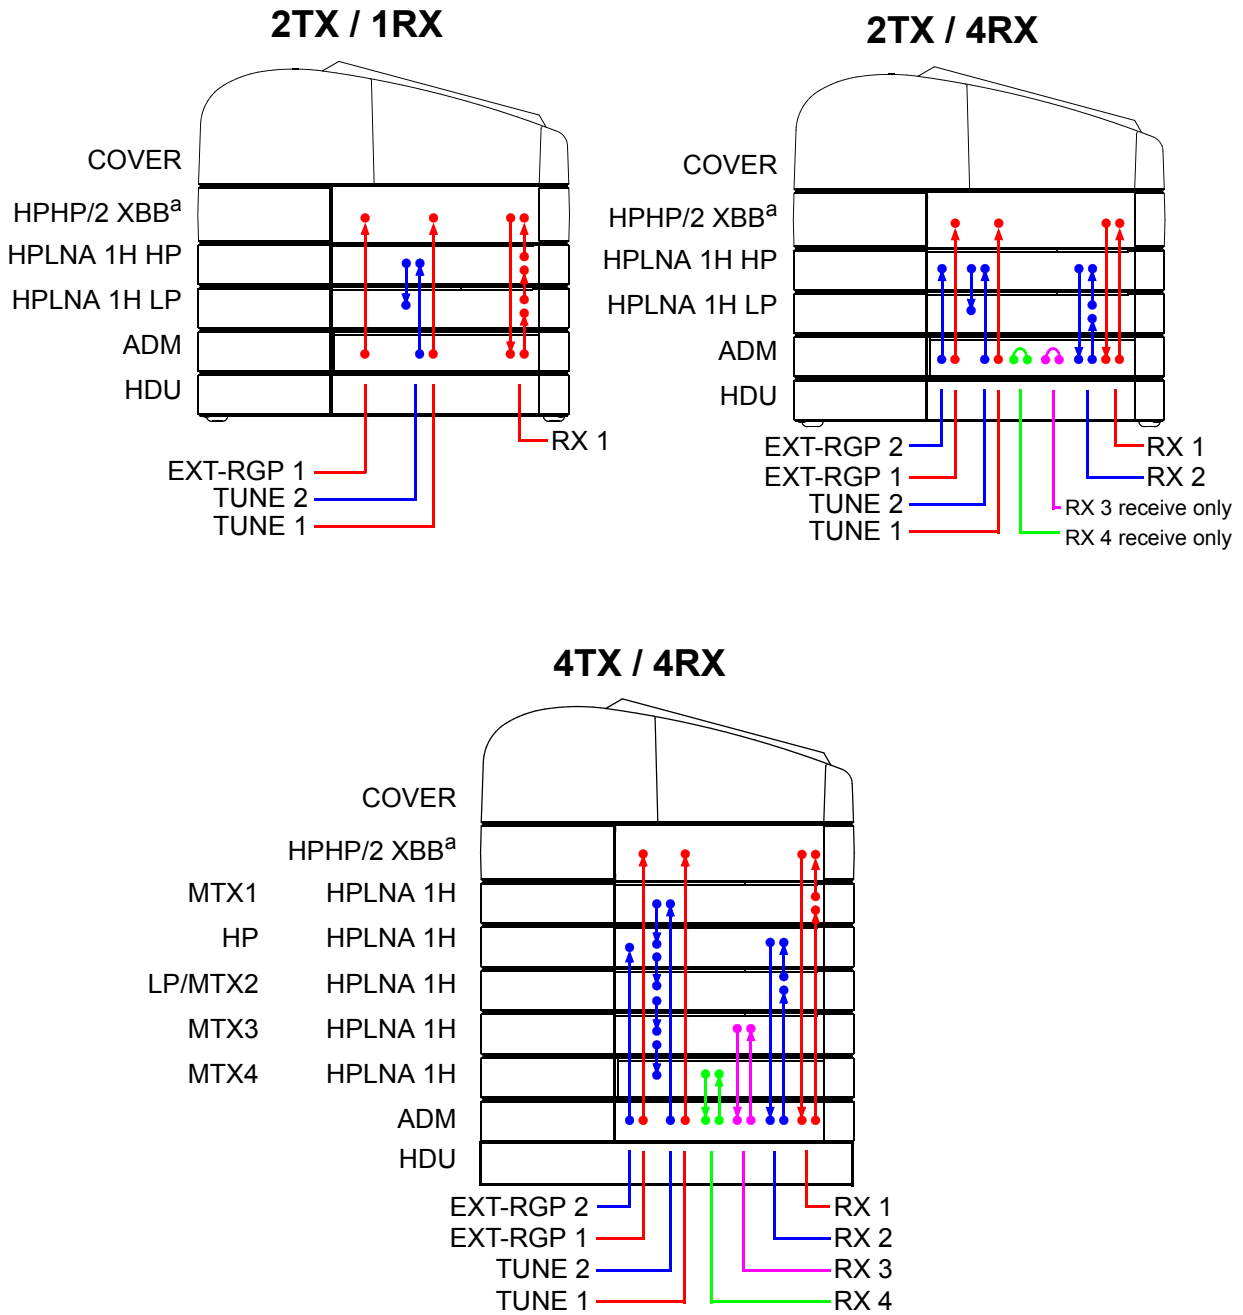 2TX / 1RX
COVER
HPHP/2 XBBa
HPLNA 1H HP
HPLNA 1H LP
ADM
HDU
RX 1
EXT-RGP 1
TUNE 2
TUNE 1
2TX / 4RX
COVER
HPHP/2 XBBa
HPLNA 1H HP
HPLNA 1H LP
ADM
HDU
EXT-RGP 2
EXT-RGP 1
TUNE 2
TUNE 1
RX 1
RX 2
RX 3 receive only
RX 4 receive only
4TX / 4RX
COVER
HPHP/2 XBBa
MTX1 HPLNA 1H
HP HPLNA 1H
LP/MTX2 HPLNA 1H
MTX3 HPLNA 1H
MTX4 HPLNA 1H
ADM
HDU
EXT-RGP 2
EXT-RGP 1
TUNE 2
TUNE 1
RX 1
RX 2
RX 3
RX 4